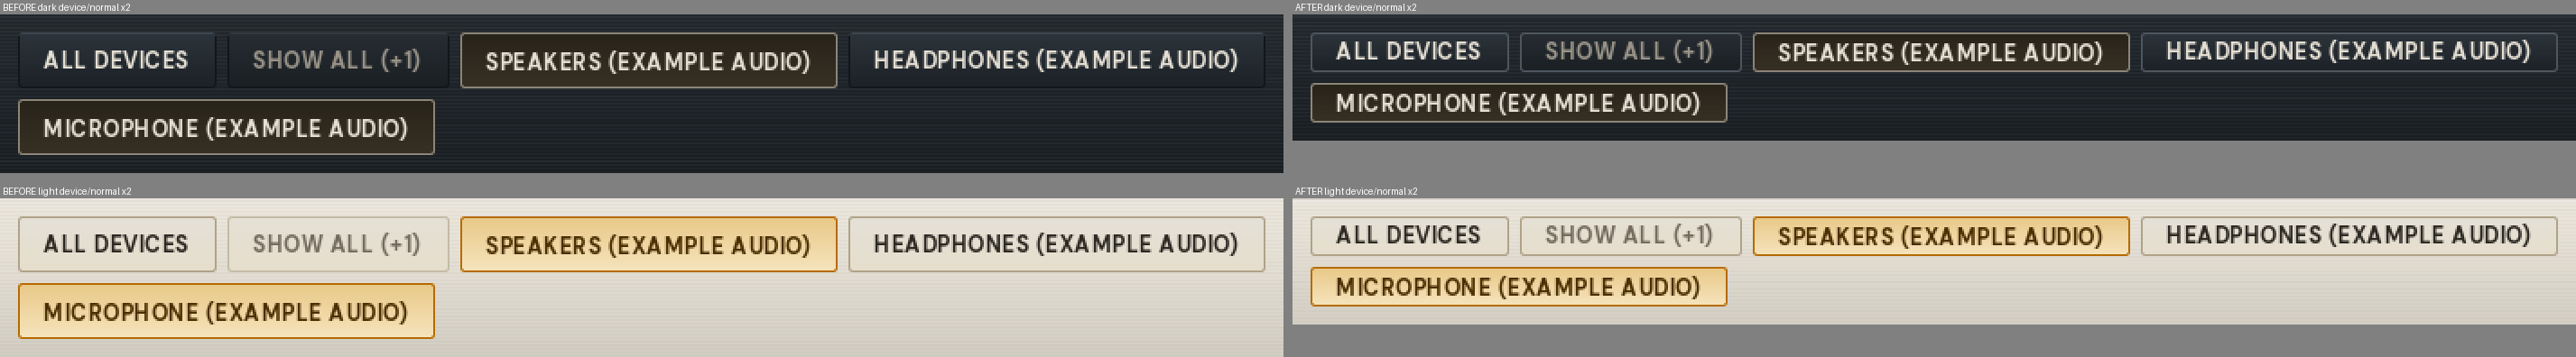 BEFORE dark device/normal x2
ALL DEVICES SHOW ALL (+1) SPEAKERS (EXAMPLE AUDIO) HEADPHONES (EXAMPLE AUDIO)
MICROPHONE (EXAMPLE AUDIO)
AFTER dark device/normal x2
ALL DEVICES SHOW ALL (+1) SPEAKERS (EXAMPLE AUDIO) HEADPHONES (EXAMPLE AUDIO)
MICROPHONE (EXAMPLE AUDIO)
BEFORE light device/normal x2
ALL DEVICES SHOW ALL (+1) SPEAKERS (EXAMPLE AUDIO) HEADPHONES (EXAMPLE AUDIO)
MICROPHONE (EXAMPLE AUDIO)
AFTER light device/normal x2
ALL DEVICES SHOW ALL (+1) SPEAKERS (EXAMPLE AUDIO) HEADPHONES (EXAMPLE AUDIO)
MICROPHONE (EXAMPLE AUDIO)